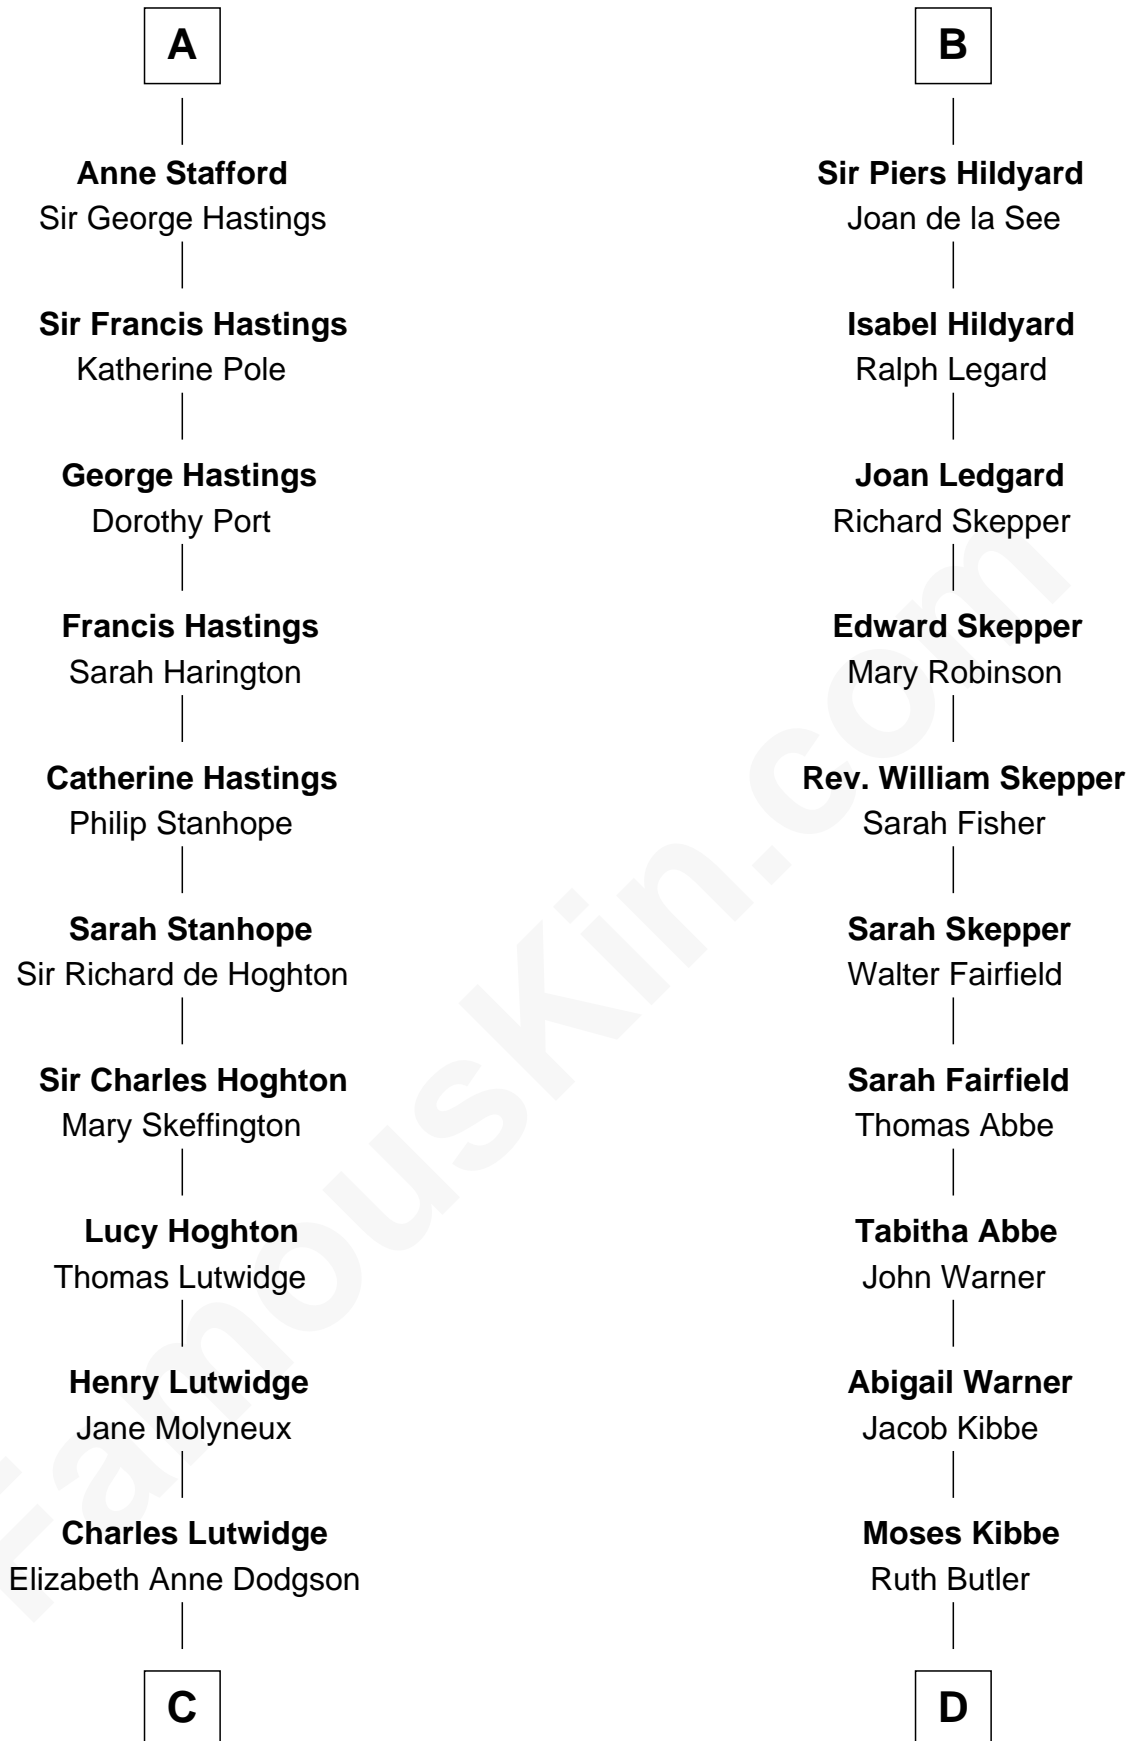 A
Anne Stafford
Sir George Hastings
Sir Francis Hastings
Katherine Pole
George Hastings
Dorothy Port
Francis Hastings
Sarah Harington
Catherine Hastings
Philip Stanhope
Sarah Stanhope
Sir Richard de Hoghton
Sir Charles Hoghton
Mary Skeffington
Lucy Hoghton
Thomas Lutwidge
Henry Lutwidge
Jane Molyneux
Charles Lutwidge
Elizabeth Anne Dodgson
C
B
Sir Piers Hildyard
Joan de la See
Isabel Hildyard
Ralph Legard
Joan Ledgard
Richard Skepper
Edward Skepper
Mary Robinson
Rev. William Skepper
Sarah Fisher
Sarah Skepper
Walter Fairfield
Sarah Fairfield
Thomas Abbe
Tabitha Abbe
John Warner
Abigail Warner
Jacob Kibbe
Moses Kibbe
Ruth Butler
D
FamousKin.com